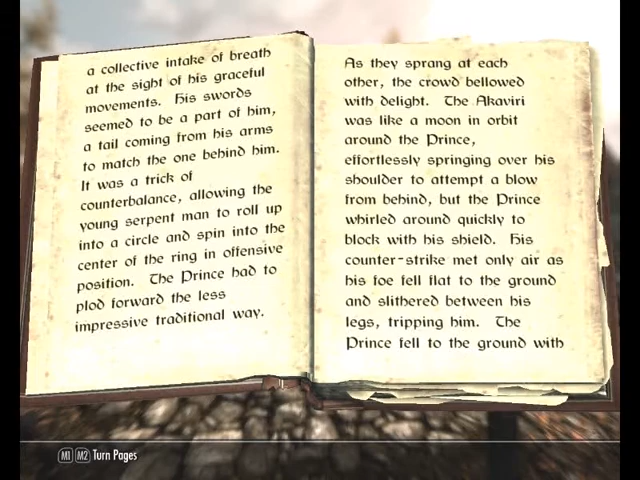 a collective intake of breath
at the sight of his graceful
movements. His swords
seemed to be a part of him,
a tail coming from his arms
to match the one behind him.
It was a trick of
counterbalance, allowing the
young serpent man to roll up
into a circle and spin into the
center of the ring in offensive
position. The Prince had to
plod forward the less
impressive traditional way.
As they sprang at each
other, the crowd bellowed
with delight. The Akaviri
was like a moon in orbit
around the Prince,
effortlessly springing over his
shoulder to attempt a blow
from behind, but the Prince
whirled around quickly to
block with his shield. His
counter-strike met only air as
his foe fell flat to the ground
and slithered between his
legs, tripping him. The
Prince fell to the ground with
M1 M2 Turn Pages